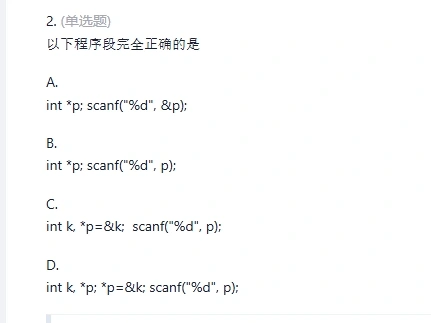 2. (单选题)
以下程序段完全正确的是
A.
int *p; scanf("%d", &p);
B.
int *p; scanf("%d", p);
C.
int k, *p=&k;  scanf("%d", p);
D.
int k, *p; *p=&k; scanf("%d", p);